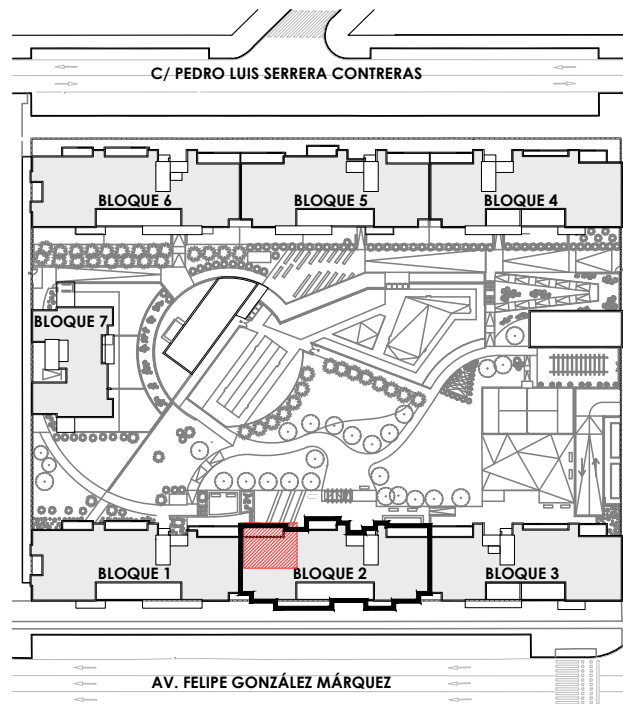 C/ PEDRO LUIS SERRERA CONTRERAS
BLOQUE 6
BLOQUE 5
BLOQUE 4
BLOQUE 7
BLOQUE 1
BLOQUE 2
BLOQUE 3
AV. FELIPE GONZÁLEZ MÁRQUEZ